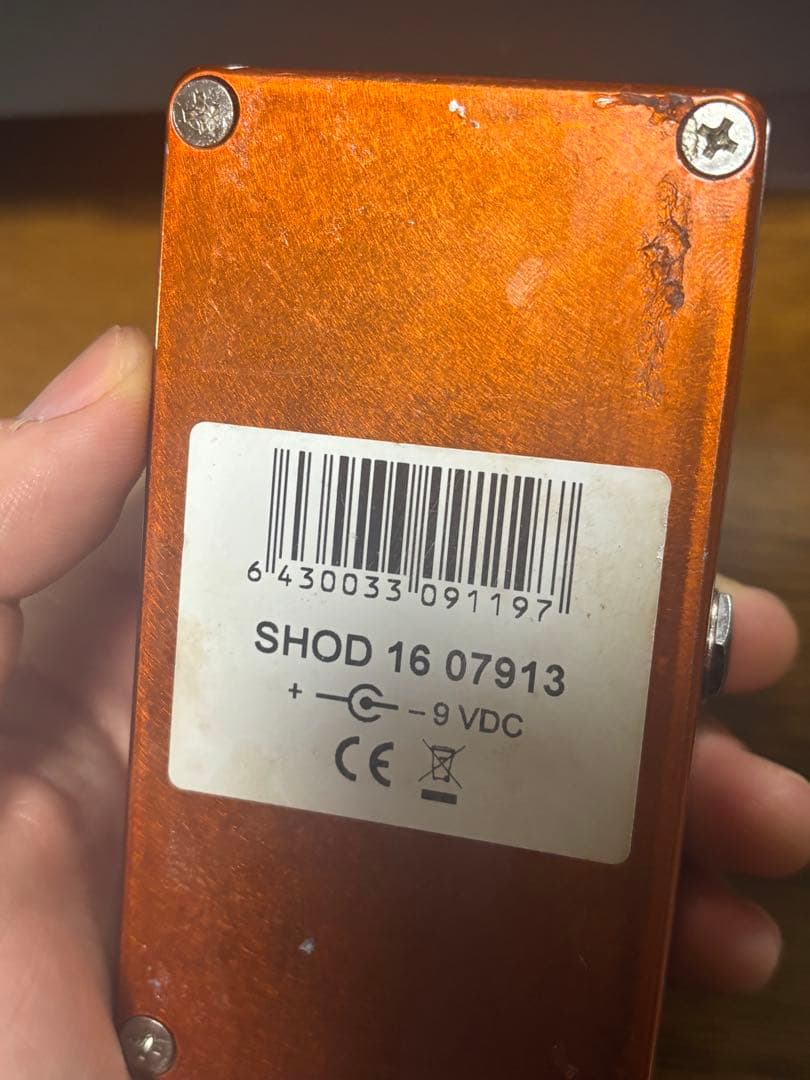 6 430033 091197
SHOD 16 07913
+ – 9 VDC
CE